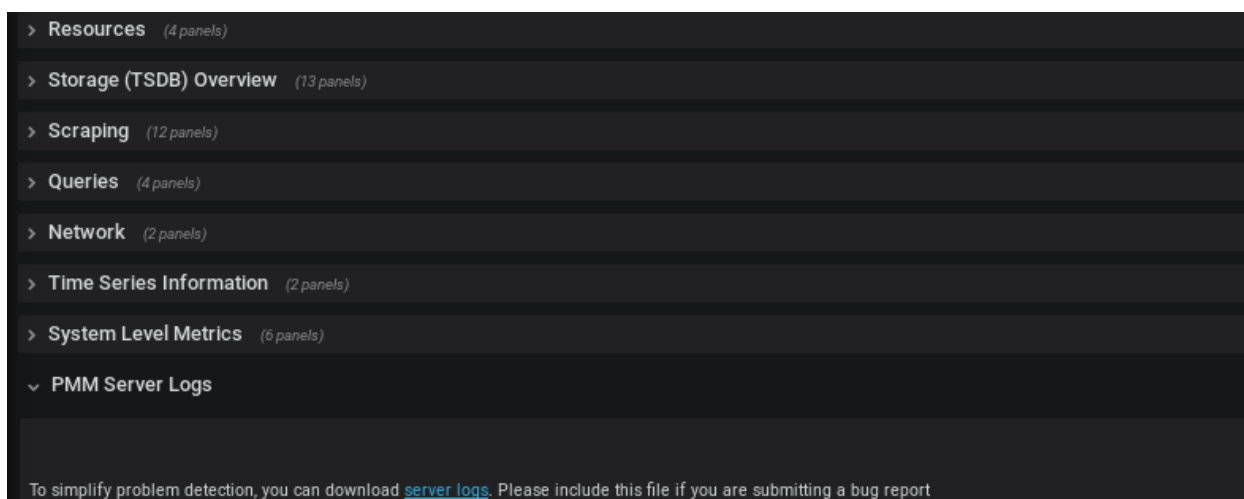 Resources (4 panels)
Storage (TSDB) Overview (13 panels)
Scraping (12 panels)
Queries (4 panels)
Network (2 panels)
Time Series Information (2 panels)
System Level Metrics (6 panels)
PMM Server Logs
To simplify problem detection, you can download server logs. Please include this file if you are submitting a bug report